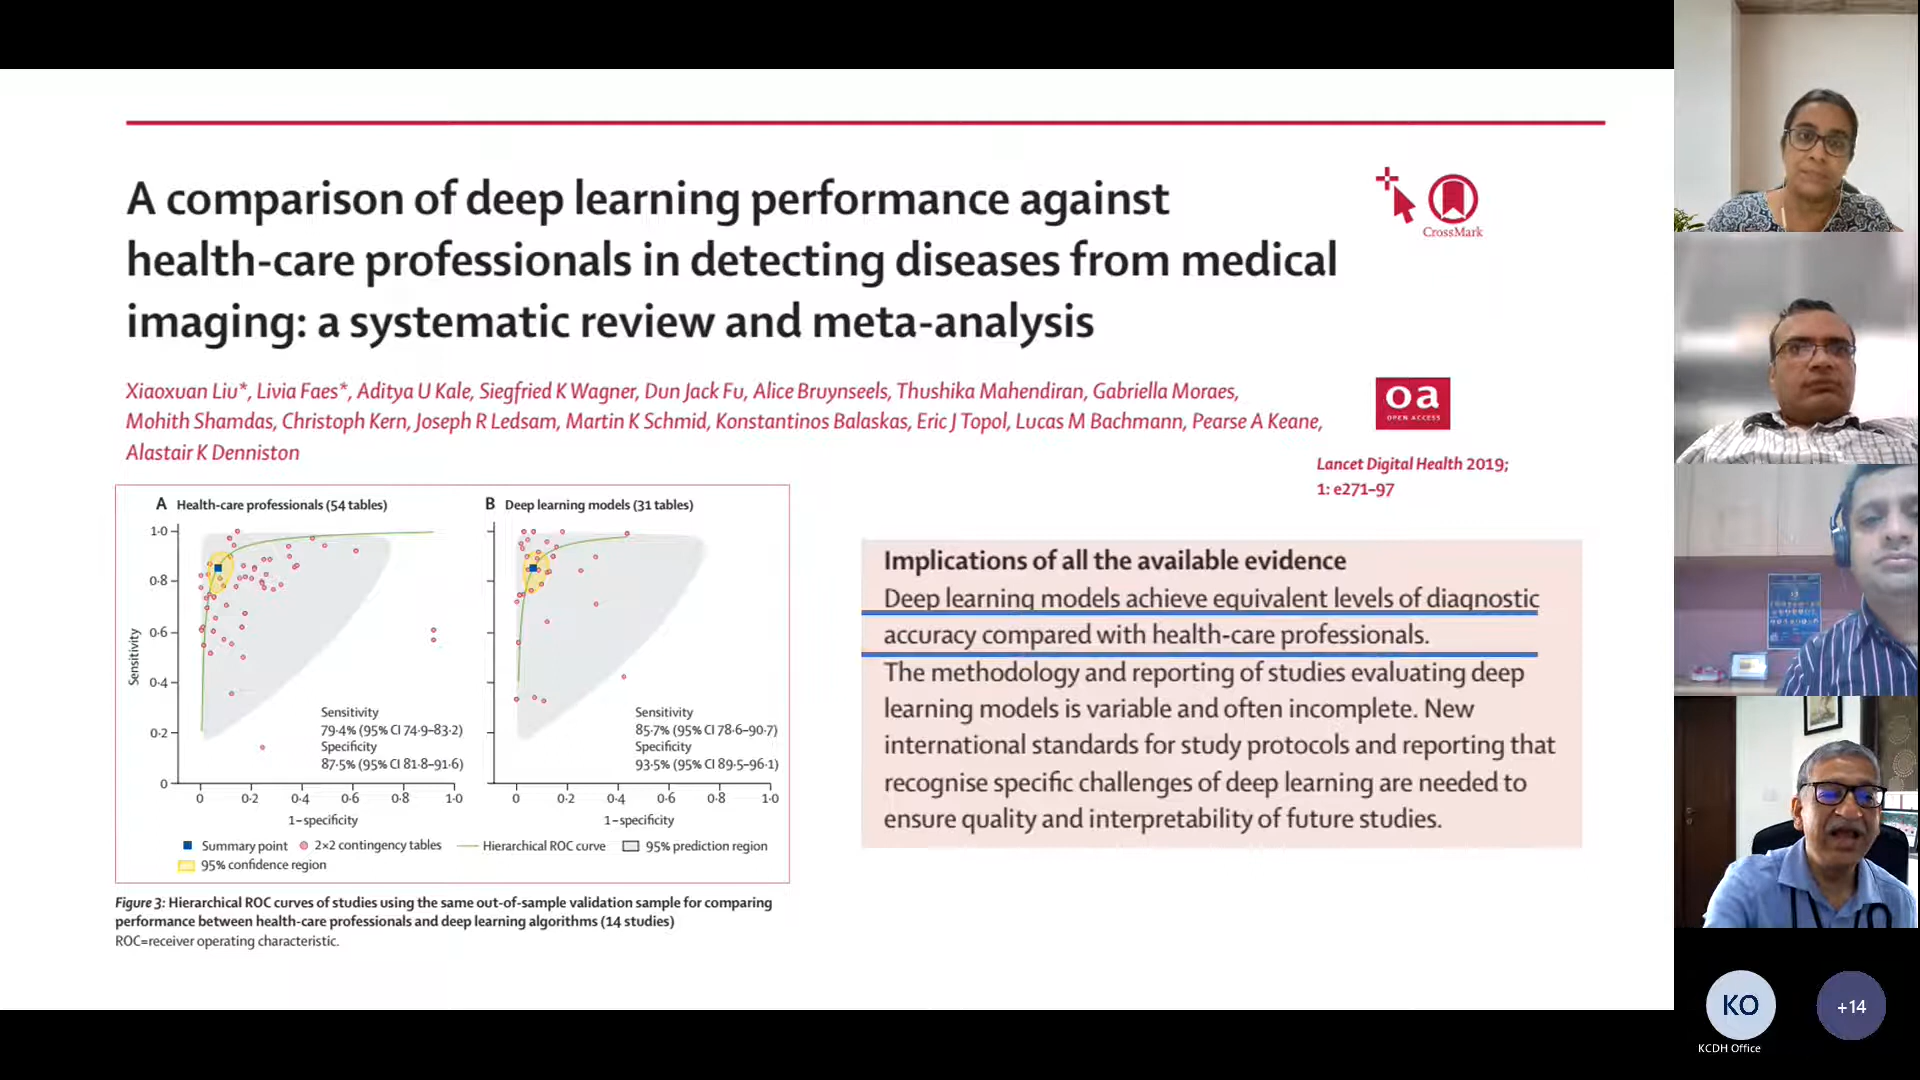 A comparison of deep learning performance against
health-care professionals in detecting diseases from medical
imaging: a systematic review and meta-analysis
CrossMark
Xiaoxuan Liu*, Livia Faes*, Aditya U Kale, Siegfried K Wagner, Dun Jack Fu, Alice Bruynseels, Thushika Mahendiran, Gabriella Moraes,
Mohith Shamdas, Christoph Kern, Joseph R Ledsam, Martin K Schmid, Konstantinos Balaskas, Eric J Topol, Lucas M Bachmann, Pearse A Keane,
Alastair K Denniston
oa
OPEN ACCESS
Lancet Digital Health 2019;
1: e271–97
A Health-care professionals (54 tables)
1·0
0·8
0·6
0·4
0·2
0
Sensitivity
Sensitivity
79·4% (95% CI 74·9–83·2)
Specificity
87·5% (95% CI 81·8–91·6)
0 0·2 0·4 0·6 0·8 1·0
1–specificity
B Deep learning models (31 tables)
Sensitivity
85·7% (95% CI 78·6–90·7)
Specificity
93·5% (95% CI 89·5–96·1)
0 0·2 0·4 0·6 0·8 1·0
1–specificity
Summary point 2×2 contingency tables Hierarchical ROC curve 95% prediction region
95% confidence region
Figure 3: Hierarchical ROC curves of studies using the same out-of-sample validation sample for comparing
performance between health-care professionals and deep learning algorithms (14 studies)
ROC=receiver operating characteristic.
Implications of all the available evidence
Deep learning models achieve equivalent levels of diagnostic
accuracy compared with health-care professionals.
The methodology and reporting of studies evaluating deep
learning models is variable and often incomplete. New
international standards for study protocols and reporting that
recognise specific challenges of deep learning are needed to
ensure quality and interpretability of future studies.
KO
KCDH Office
+14